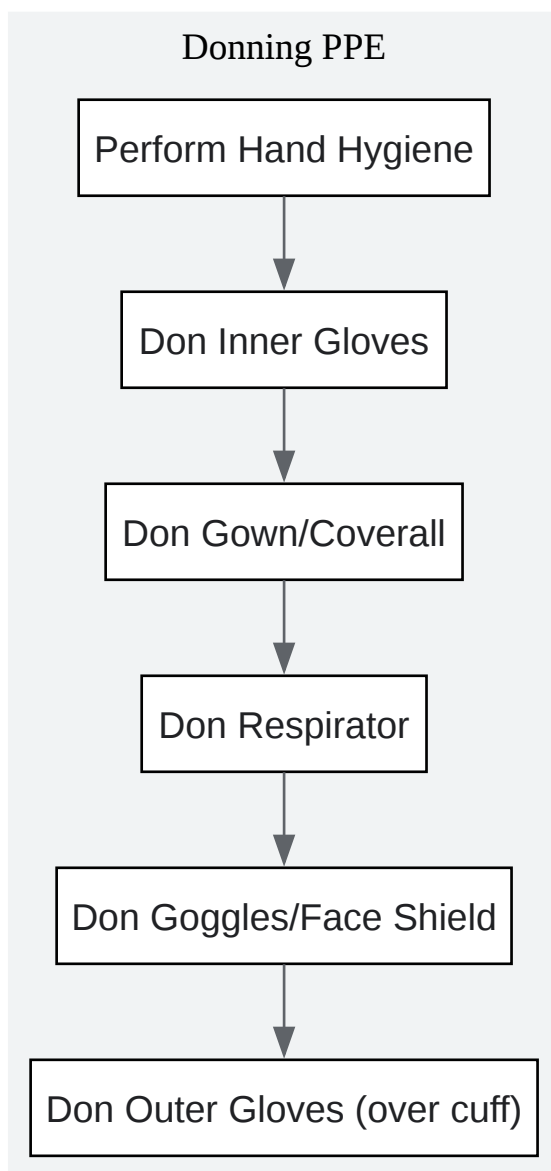 Donning PPE
Perform Hand Hygiene
Don Inner Gloves
Don Gown/Coverall
Don Respirator
Don Goggles/Face Shield
Don Outer Gloves (over cuff)